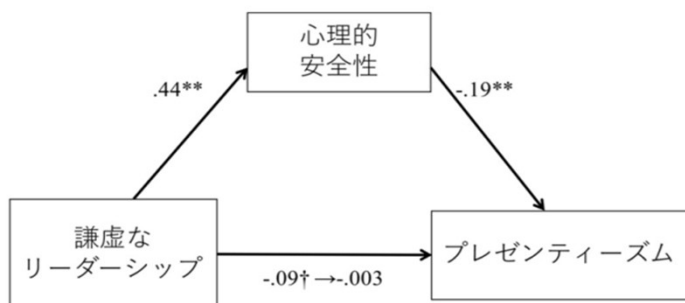 心理的
安全性
.44**
-.19**
謙虚な
リーダーシップ
プレゼンティーズム
-.09†→-.003